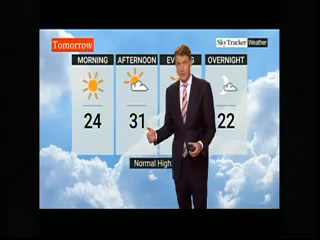 Tomorrow
SkyTracker Weather
MORNING AFTERNOON OVERNIGHT
24 31 22
Normal High: